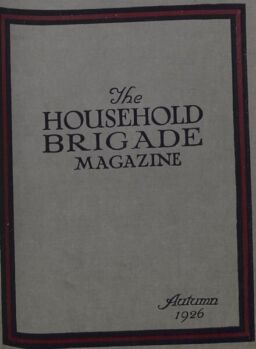 The
HOUSEHOLD
BRIGADE
MAGAZINE
Autumn
1926